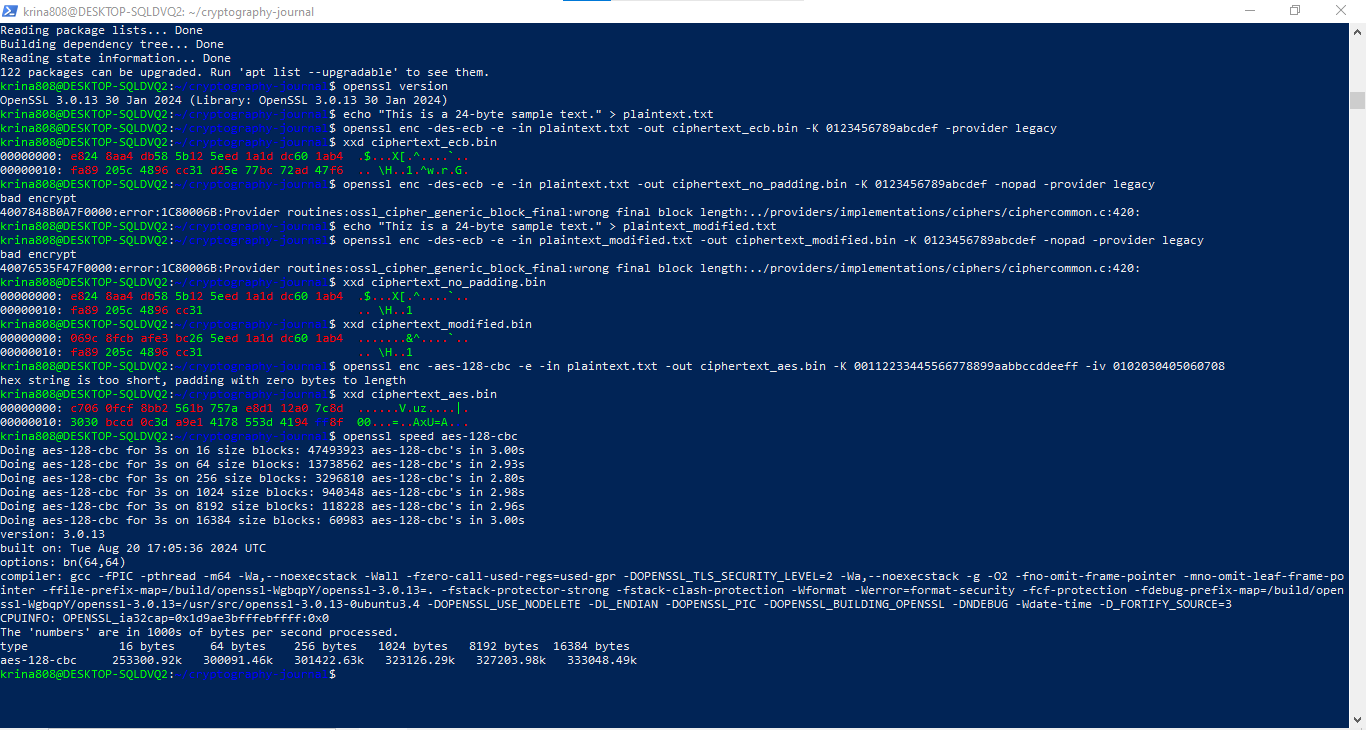 krina808@DESKTOP-SQLDVQ2: ~/cryptography-journal
Reading package lists... Done
Building dependency tree... Done
Reading state information... Done
122 packages can be upgraded. Run 'apt list --upgradable' to see them.
krina808@DESKTOP-SQLDVQ2:~/cryptography-journal$ openssl version
OpenSSL 3.0.13 30 Jan 2024 (Library: OpenSSL 3.0.13 30 Jan 2024)
krina808@DESKTOP-SQLDVQ2:~/cryptography-journal$ echo "This is a 24-byte sample text." > plaintext.txt
krina808@DESKTOP-SQLDVQ2:~/cryptography-journal$ openssl enc -des-ecb -e -in plaintext.txt -out ciphertext_ecb.bin -K 0123456789abcdef -provider legacy
krina808@DESKTOP-SQLDVQ2:~/cryptography-journal$ xxd ciphertext_ecb.bin
00000000: e824 8aa4 db58 5b12 5eed 1a1d dc60 1ab4  .$...X[.^....`..
00000010: fa89 205c 4896 cc31 d25e 77bc 72ad 47f6  .. \H..1.^w.r.G.
krina808@DESKTOP-SQLDVQ2:~/cryptography-journal$ openssl enc -des-ecb -e -in plaintext.txt -out ciphertext_no_padding.bin -K 0123456789abcdef -nopad -provider legacy
bad encrypt
4007848B0A7F0000:error:1C80006B:Provider routines:ossl_cipher_generic_block_final:wrong final block length:../providers/implementations/ciphers/ciphercommon.c:420:
krina808@DESKTOP-SQLDVQ2:~/cryptography-journal$ echo "Thiz is a 24-byte sample text." > plaintext_modified.txt
krina808@DESKTOP-SQLDVQ2:~/cryptography-journal$ openssl enc -des-ecb -e -in plaintext_modified.txt -out ciphertext_modified.bin -K 0123456789abcdef -nopad -provider legacy
bad encrypt
40076535F47F0000:error:1C80006B:Provider routines:ossl_cipher_generic_block_final:wrong final block length:../providers/implementations/ciphers/ciphercommon.c:420:
krina808@DESKTOP-SQLDVQ2:~/cryptography-journal$ xxd ciphertext_no_padding.bin
00000000: e824 8aa4 db58 5b12 5eed 1a1d dc60 1ab4  .$...X[.^....`..
00000010: fa89 205c 4896 cc31                      .. \H..1
krina808@DESKTOP-SQLDVQ2:~/cryptography-journal$ xxd ciphertext_modified.bin
00000000: 069c 8fcb afe3 bc26 5eed 1a1d dc60 1ab4  .......&^....`..
00000010: fa89 205c 4896 cc31                      .. \H..1
krina808@DESKTOP-SQLDVQ2:~/cryptography-journal$ openssl enc -aes-128-cbc -e -in plaintext.txt -out ciphertext_aes.bin -K 00112233445566778899aabbccddeeff -iv 0102030405060708
hex string is too short, padding with zero bytes to length
krina808@DESKTOP-SQLDVQ2:~/cryptography-journal$ xxd ciphertext_aes.bin
00000000: c706 0fcf 8bb2 561b 757a e8d1 12a0 7c8d  ......V.uz....|.
00000010: 3030 bccd 0c3d a9e1 4178 553d 4194 8f  00...=..AxU=A..
krina808@DESKTOP-SQLDVQ2:~/cryptography-journal$ openssl speed aes-128-cbc
Doing aes-128-cbc for 3s on 16 size blocks: 47493923 aes-128-cbc's in 3.00s
Doing aes-128-cbc for 3s on 64 size blocks: 13738562 aes-128-cbc's in 2.93s
Doing aes-128-cbc for 3s on 256 size blocks: 3296810 aes-128-cbc's in 2.80s
Doing aes-128-cbc for 3s on 1024 size blocks: 940348 aes-128-cbc's in 2.98s
Doing aes-128-cbc for 3s on 8192 size blocks: 118228 aes-128-cbc's in 2.96s
Doing aes-128-cbc for 3s on 16384 size blocks: 60983 aes-128-cbc's in 3.00s
version: 3.0.13
built on: Tue Aug 20 17:05:36 2024 UTC
options: bn(64,64)
compiler: gcc -fPIC -pthread -m64 -Wa,--noexecstack -Wall -fzero-call-used-regs=used-gpr -DOPENSSL_TLS_SECURITY_LEVEL=2 -Wa,--noexecstack -g -O2 -fno-omit-frame-pointer -mno-omit-leaf-frame-po
inter -ffile-prefix-map=/build/openssl-WgbqpY/openssl-3.0.13=. -fstack-protector-strong -fstack-clash-protection -Wformat -Werror=format-security -fcf-protection -fdebug-prefix-map=/build/open
ssl-WgbqpY/openssl-3.0.13=/usr/src/openssl-3.0.13-0ubuntu3.4 -DOPENSSL_USE_NODELETE -DL_ENDIAN -DOPENSSL_PIC -DOPENSSL_BUILDING_OPENSSL -DNDEBUG -Wdate-time -D_FORTIFY_SOURCE=3
CPUINFO: OPENSSL_ia32cap=0x1d9ae3bfffebffff:0x0
The 'numbers' are in 1000s of bytes per second processed.
type             16 bytes     64 bytes    256 bytes   1024 bytes   8192 bytes  16384 bytes
aes-128-cbc     253300.92k   300091.46k   301422.63k   323126.29k   327203.98k   333048.49k
krina808@DESKTOP-SQLDVQ2:~/cryptography-journal$